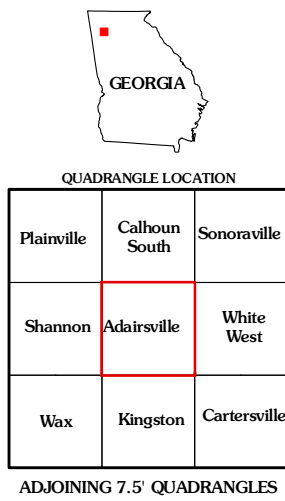 GEORGIA
QUADRANGLE LOCATION
Plainville
Calhoun
South
Sonoraville
Shannon
Adairsville
White
West
Wax
Kingston
Cartersville
ADJOINING 7.5' QUADRANGLES